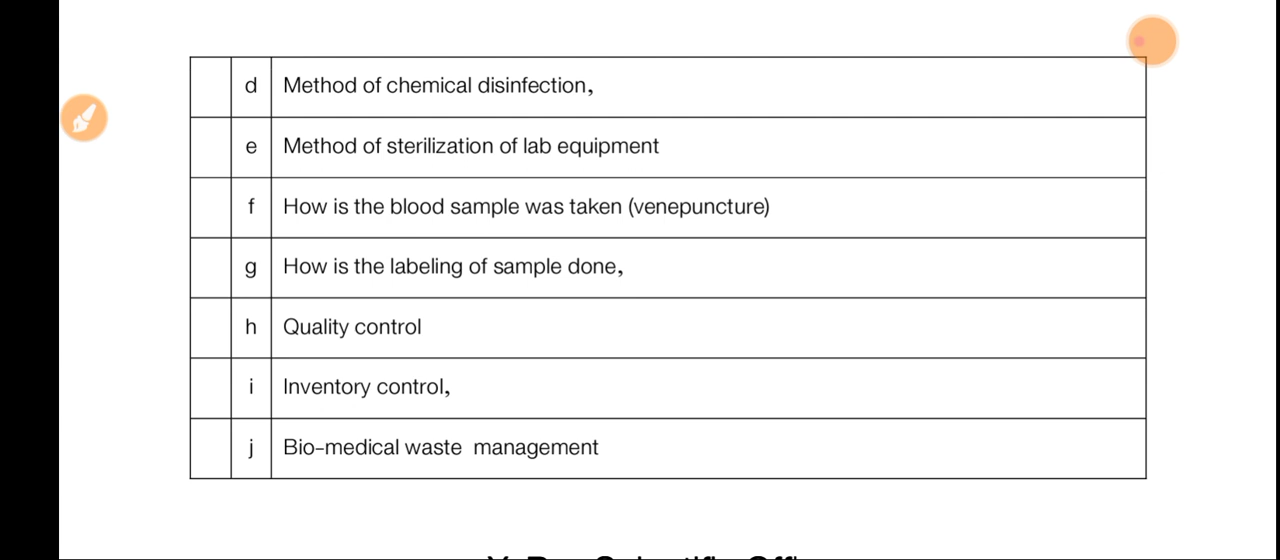 d Method of chemical disinfection,
e Method of sterilization of lab equipment
f How is the blood sample was taken (venepuncture)
g How is the labeling of sample done,
h Quality control
i Inventory control,
j Bio-medical waste management